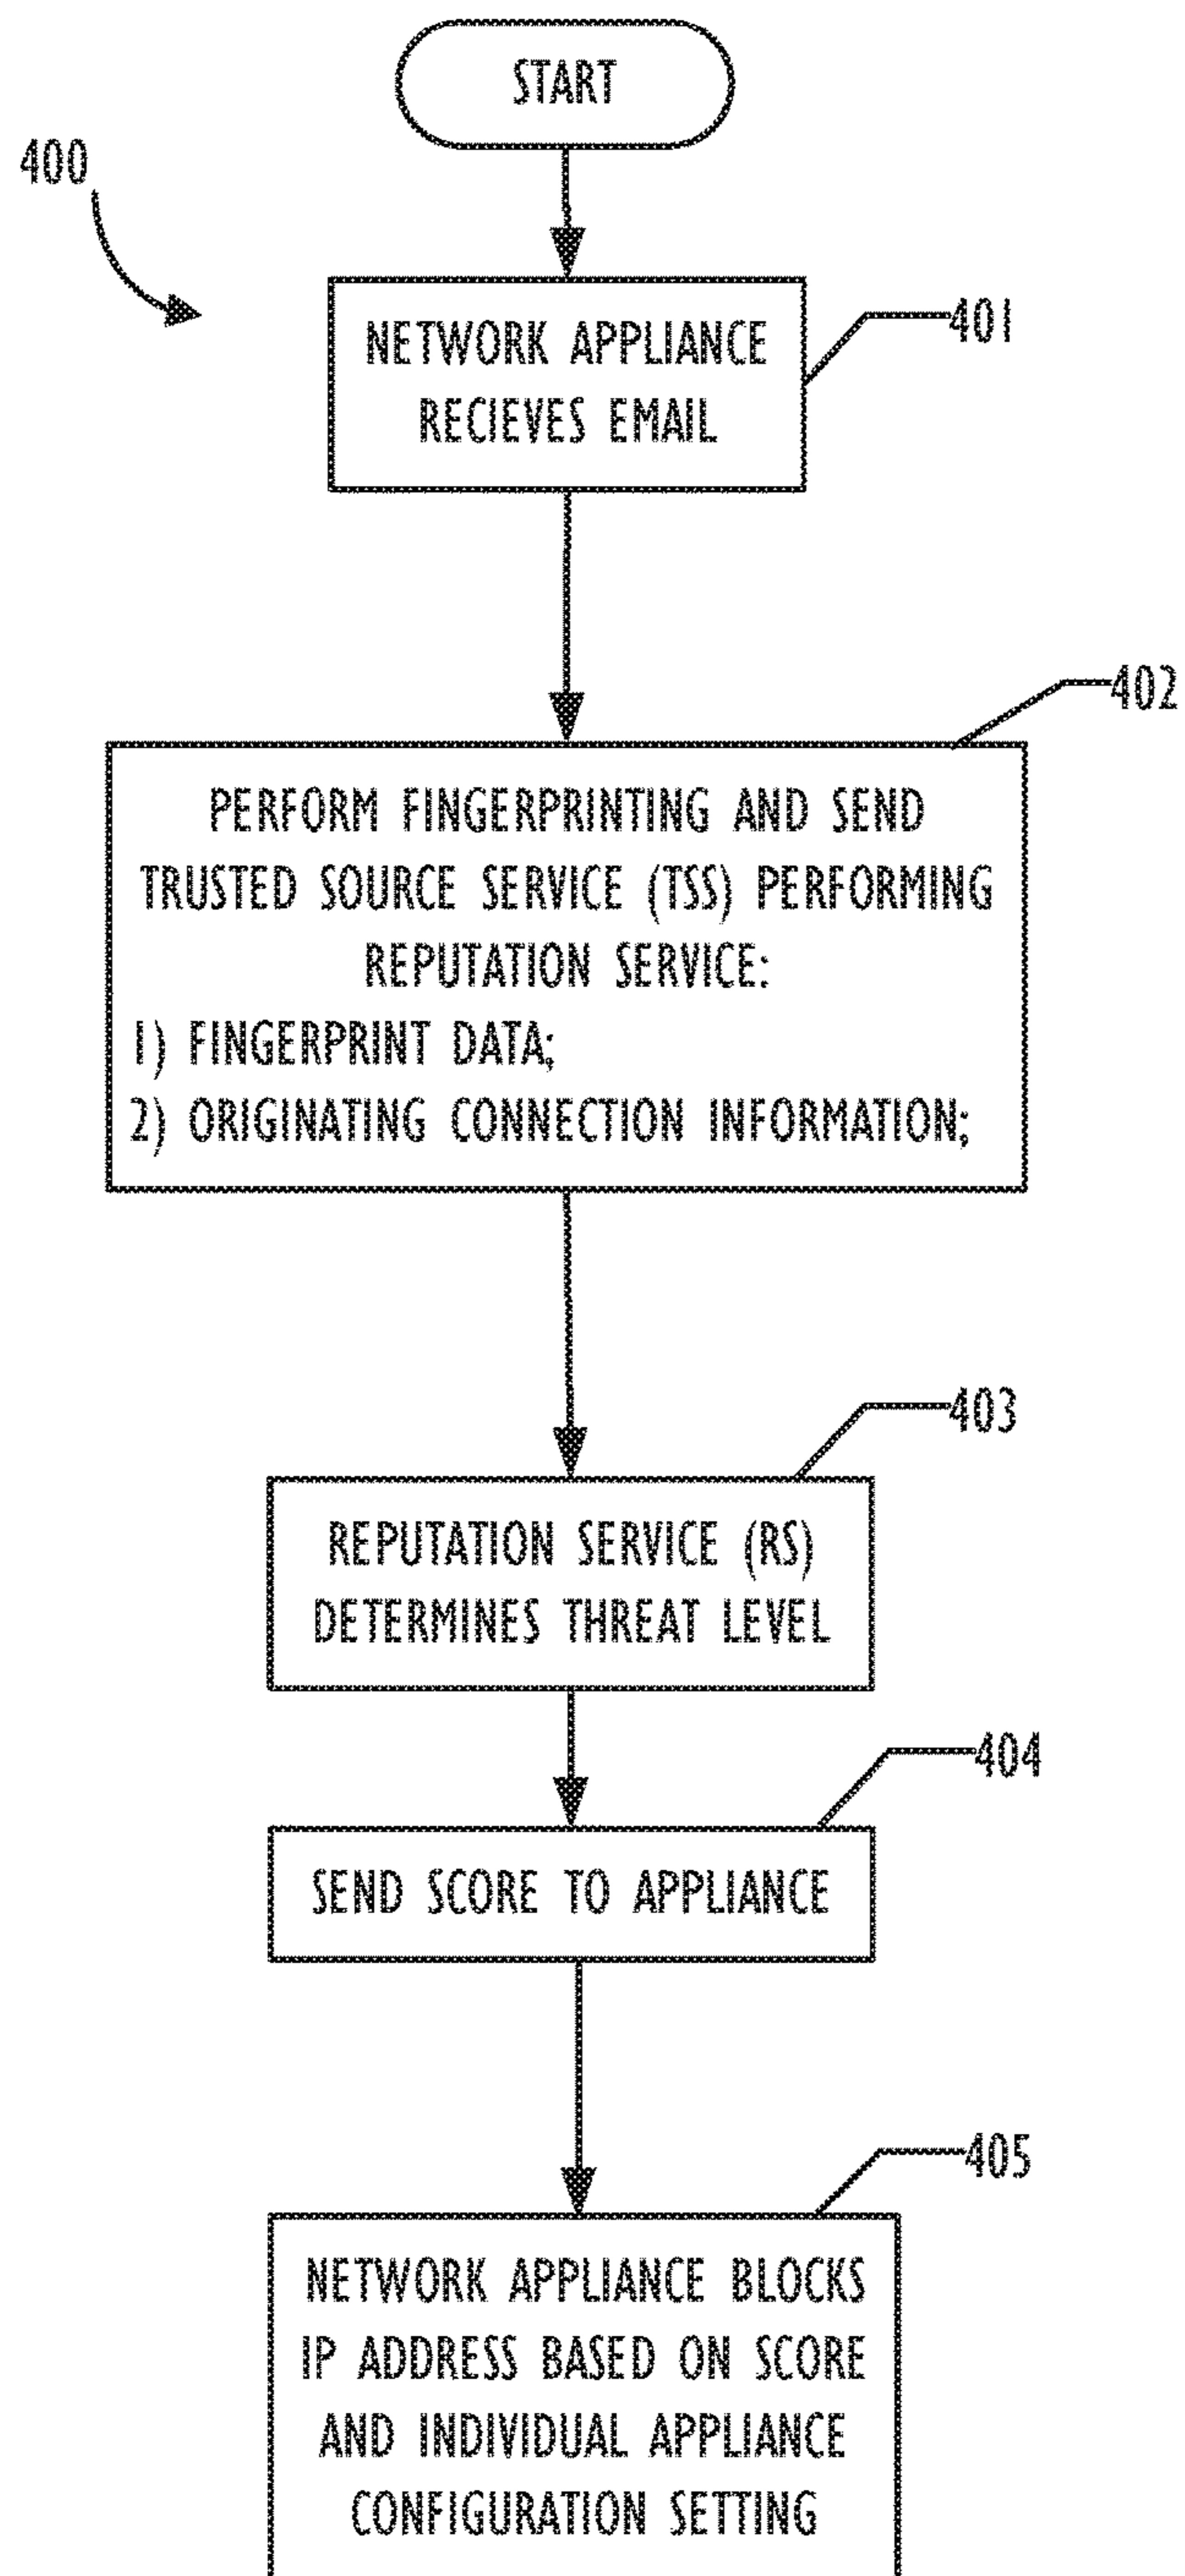 START
400
NETWORK APPLIANCE
RECIEVES EMAIL
401
402
PERFORM FINGERPRINTING AND SEND
TRUSTED SOURCE SERVICE (TSS) PERFORMING
REPUTATION SERVICE:
1) FINGERPRINT DATA;
2) ORIGINATING CONNECTION INFORMATION;
403
REPUTATION SERVICE (RS)
DETERMINES THREAT LEVEL
404
SEND SCORE TO APPLIANCE
405
NETWORK APPLIANCE BLOCKS
IP ADDRESS BASED ON SCORE
AND INDIVIDUAL APPLIANCE
CONFIGURATION SETTING